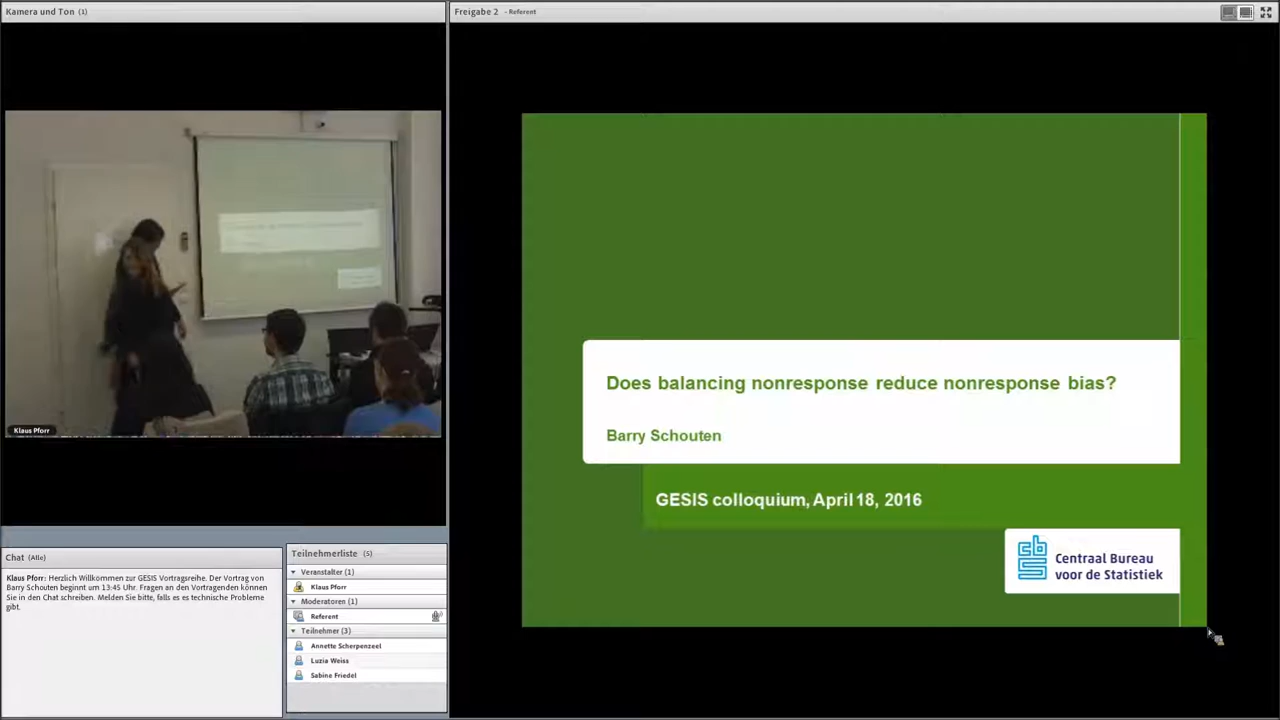 Kamera und Ton (1)
Klaus Pforr
Chat (Alle)
Klaus Pforr: Herzlich Willkommen zur GESIS Vortragsreihe. Der Vortrag von
Barry Schouten beginnt um 13:45 Uhr. Fragen an den Vortragenden können
Sie in den Chat schreiben. Melden Sie bitte, falls es es technische Probleme
gibt.
Teilnehmerliste (5)
Veranstalter (1)
Klaus Pforr
Moderatoren (1)
Referent
Teilnehmer (3)
Annette Scherpenzeel
Luzia Weiss
Sabine Friedel
Freigabe 2 - Referent
Does balancing nonresponse reduce nonresponse bias?
Barry Schouten
GESIS colloquium, April 18, 2016
cbs
Centraal Bureau
voor de Statistiek